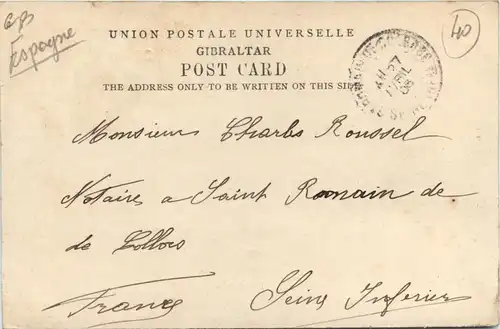 Espagne
40
UNION POSTALE UNIVERSELLE
GIBRALTAR
POST CARD
THE ADDRESS ONLY TO BE WRITTEN ON THIS SIDE
27
Monsieur Charles Roussel
Notaire a Saint Romain de
de
France Seine Inferieure